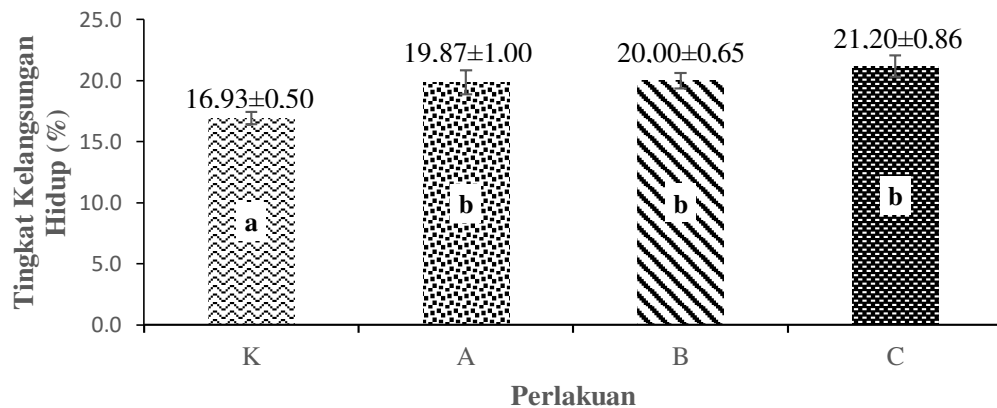 Tingkat Kelangsungan
Hidup (%)
25.0
20.0
15.0
10.0
5.0
0.0
16.93±0.50
19.87±1.00
20.00±0.65
21.20±0.86
a
b
b
b
K
A
B
C
Perlakuan